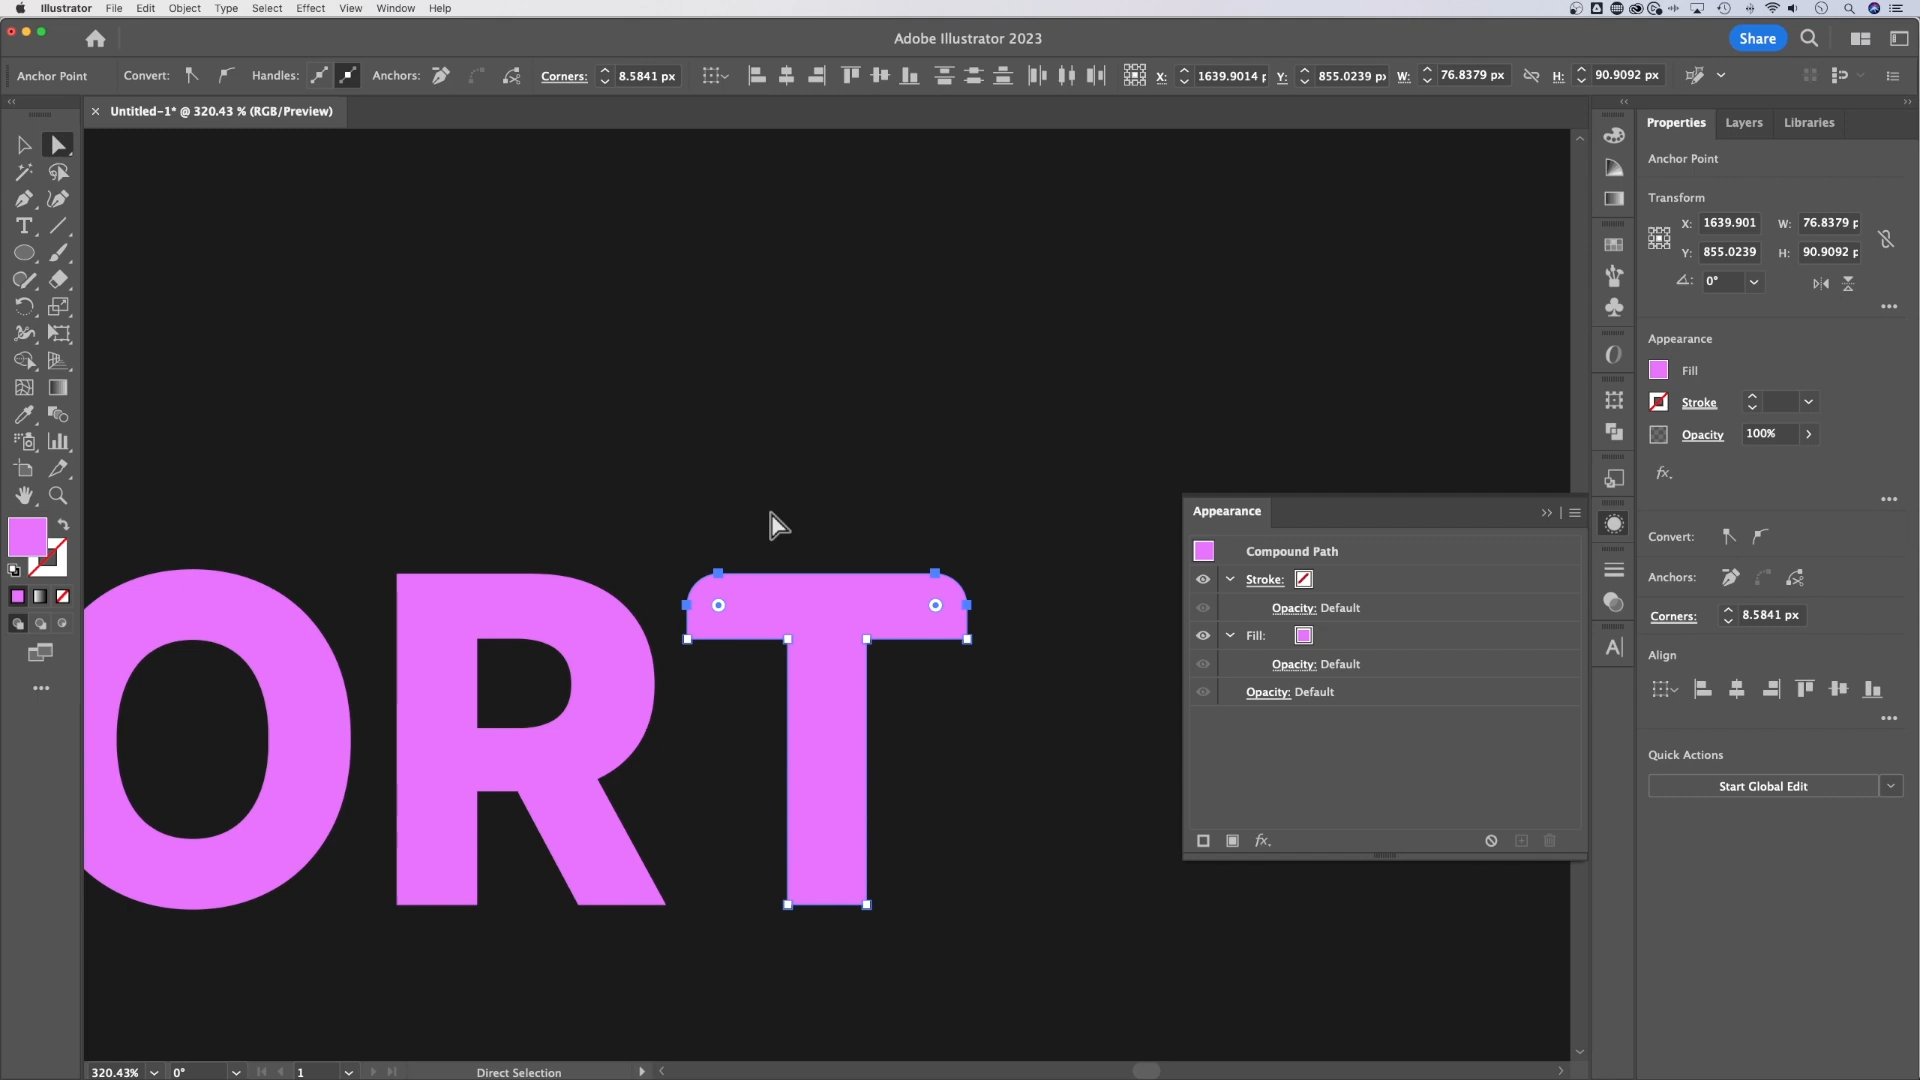 Illustrator File Edit Object Type Select Effect View Window Help
Adobe Illustrator 2023
Share
Anchor Point Convert: Handles: Anchors: Corners: 8.5841 px X: 1639.9014 p Y: 855.0239 px W: 76.8379 px H: 90.9092 px
Untitled-1* @ 320.43 % (RGB/Preview)
Properties Layers Libraries
Anchor Point
Transform
X: 1639.901 W: 76.8379 p
Y: 855.0239 H: 90.9092 p
0°
Appearance
Fill
Stroke
Opacity 100%
fx
Convert:
Anchors:
Corners: 8.5841 px
Align
Quick Actions
Start Global Edit
Appearance
Compound Path
Stroke:
Opacity: Default
Fill:
Opacity: Default
Opacity: Default
fx
ORT
320.43% 0° 1 Direct Selection